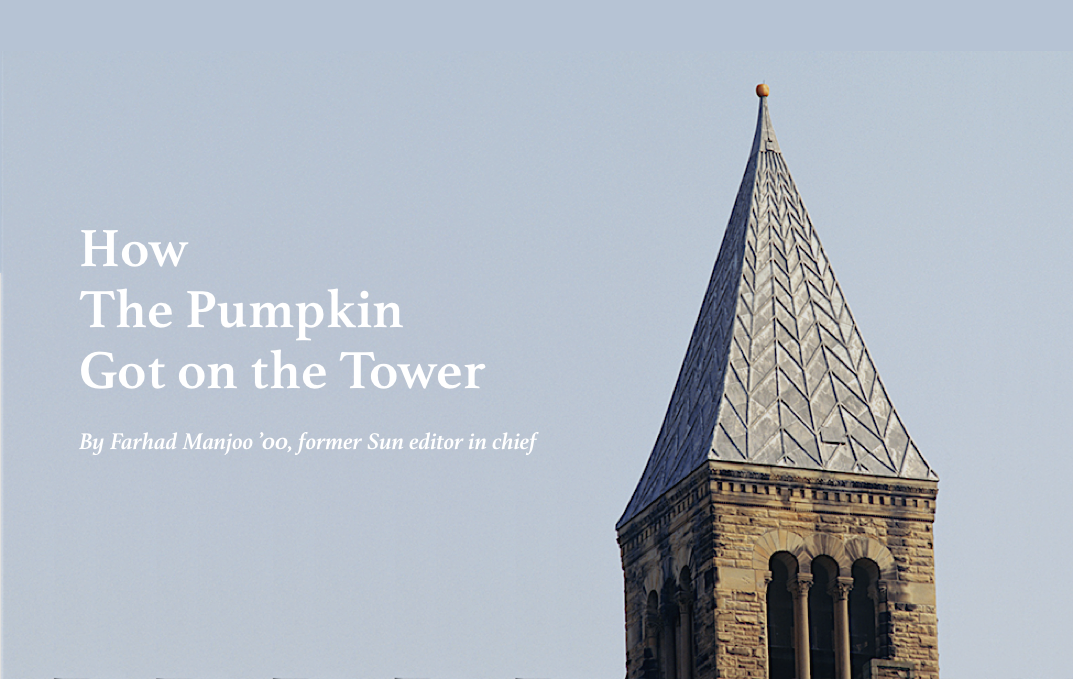 How
The Pumpkin
Got on the Tower
By Farhad Manjoo ’00, former Sun editor in chief